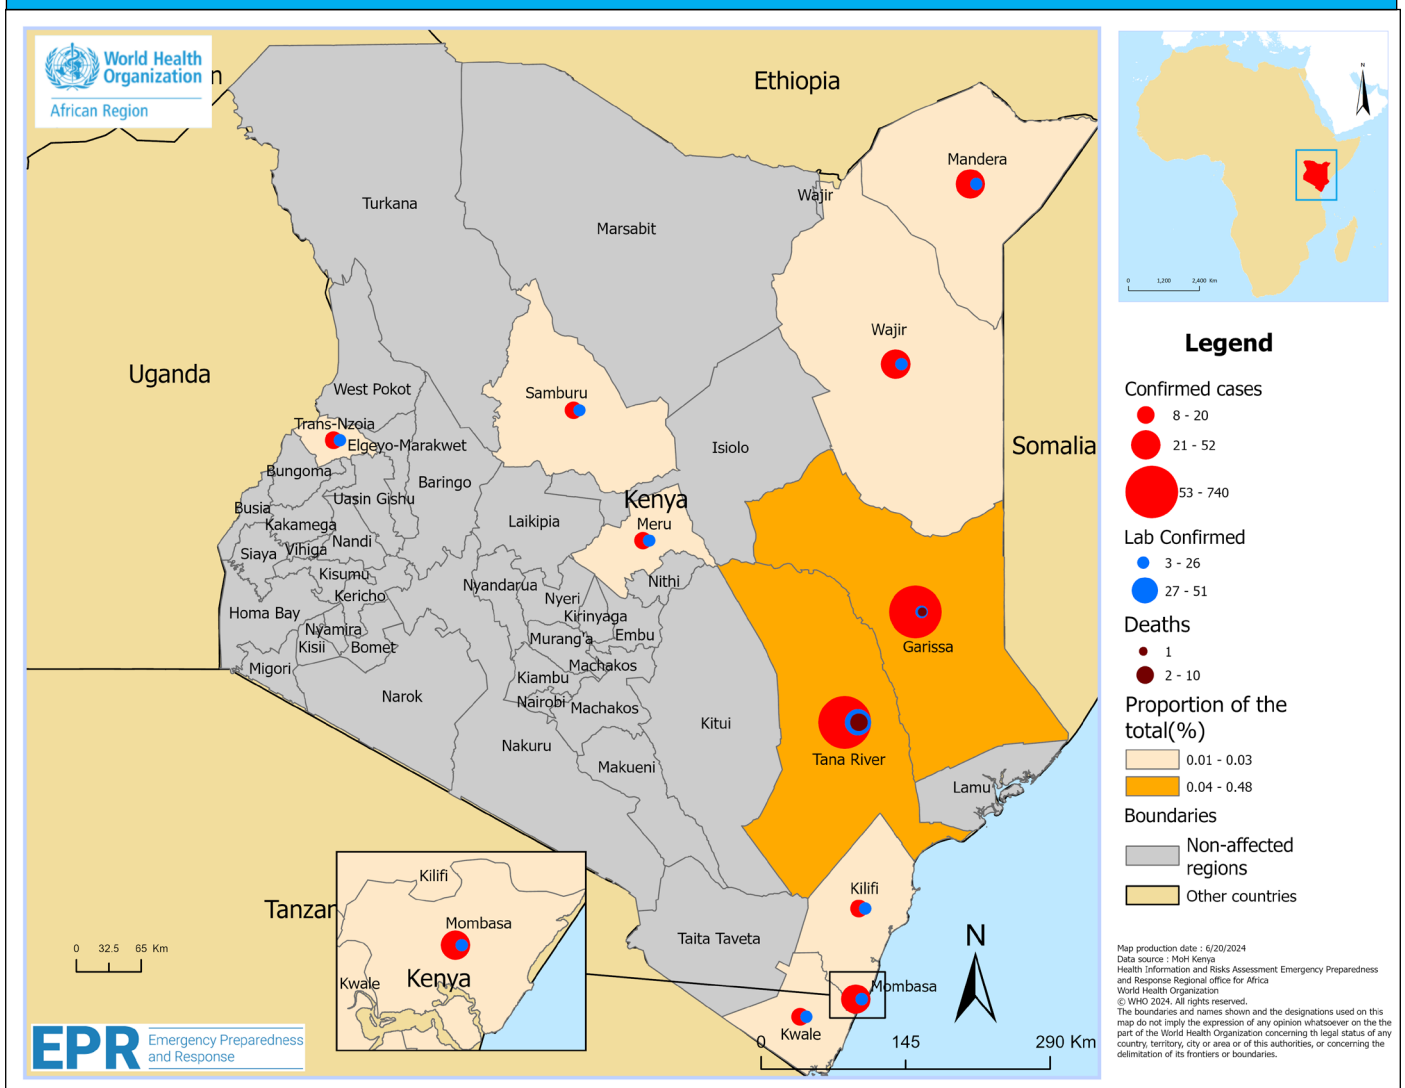 World Health
Organization
African Region
n
Ethiopia
Mandera
Wajir
Turkana
Marsabit
Wajir
Uganda
West Pokot
Samburu
Trans-Nzoia
Elgeyo-Marakwet
Isiolo
Somalia
Bungoma
Baringo
Uasin Gishu
Kenya
Busia
Laikipia
Meru
Kakamega
Nandi
Siaya
Vihiga
Kisumu
Nithi
Kericho
Nyandarua
Nyeri
Homa Bay
Kirinyaga
Nyamira
Embu
Kisii
Bomet
Murang'a
Garissa
Migori
Machakos
Kiambu
Narok
Nairobi
Machakos
Kitui
Nakuru
Tana River
Makueni
Lamu
Kilifi
Tanzan
Mombasa
Kenya
Kwale
Kilifi
Taita Taveta
Mombasa
Kwale
N
0 32.5 65 Km
0 145 290 Km
EPR
Emergency Preparedness
and Response
N
0 1,200 2,400 Km
Legend
Confirmed cases
8 - 20
21 - 52
53 - 740
Lab Confirmed
3 - 26
27 - 51
Deaths
1
2 - 10
Proportion of the
total(%)
0.01 - 0.03
0.04 - 0.48
Boundaries
Non-affected
regions
Other countries
Map production date : 6/20/2024
Data source : MoH Kenya
Health Information and Risks Assessment Emergency Preparedness
and Response Regional office for Africa
World Health Organization
© WHO 2024. All rights reserved.
The boundaries and names shown and the designations used on this
map do not imply the expression of any opinion whatsoever on the the
part of the World Health Organization concerning th legal status of any
country, territory, city or area or of this authorities, or concerning the
delimitation of its frontiers or boundaries.